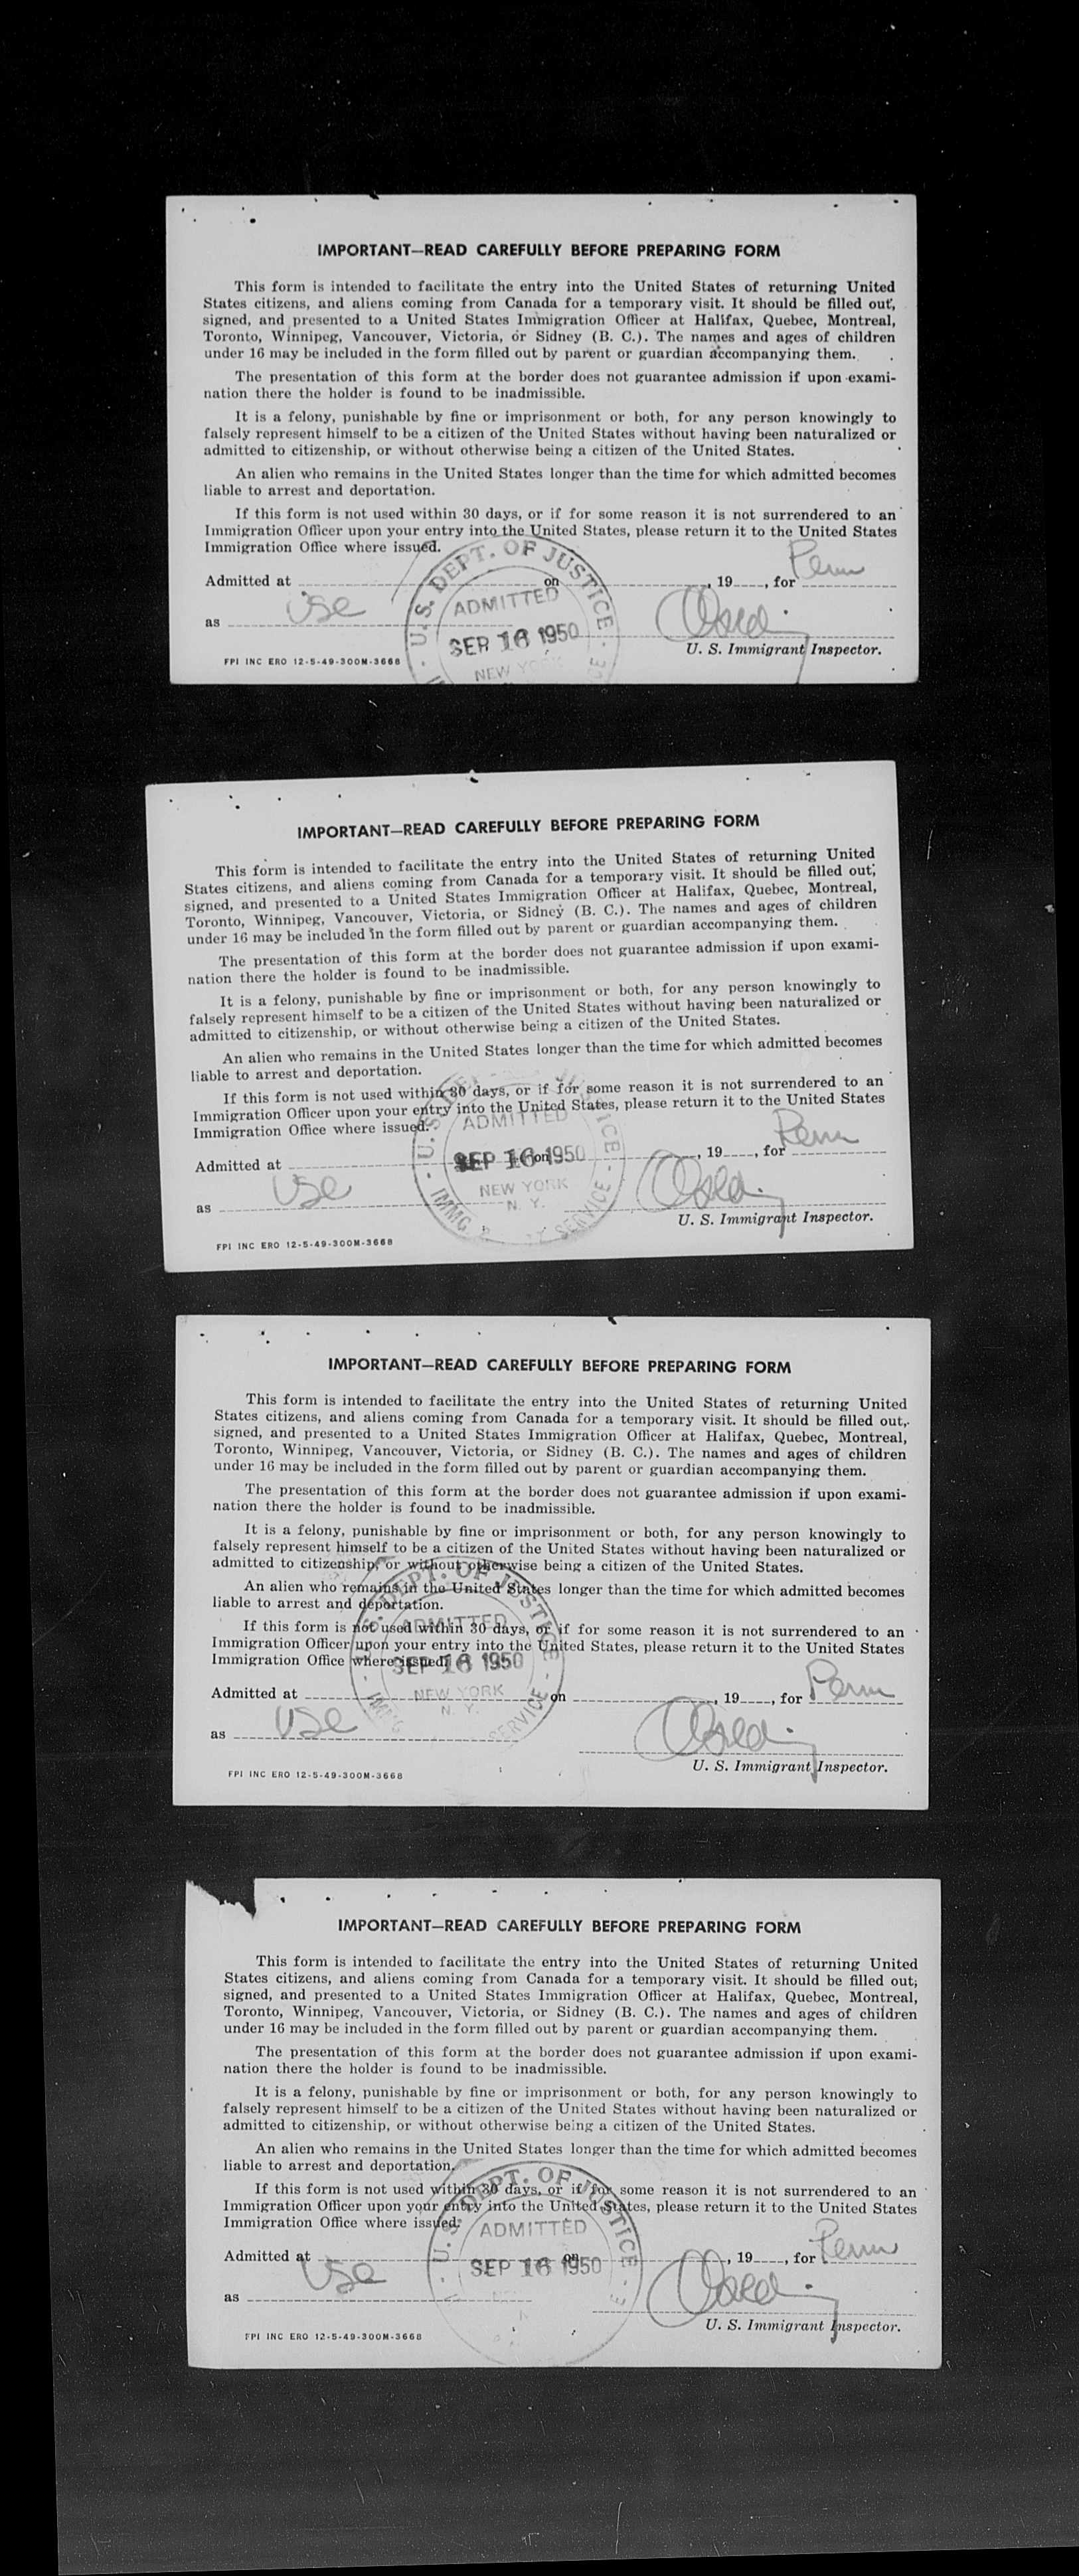 IMPORTANT—READ CAREFULLY BEFORE PREPARING FORM
This form is intended to facilitate the entry into the United States of returning United
States citizens, and aliens coming from Canada for a temporary visit. It should be filled out,
signed, and presented to a United States Immigration Officer at Halifax, Quebec, Montreal,
Toronto, Winnipeg, Vancouver, Victoria, or Sidney (B. C.). The names and ages of children
under 16 may be included in the form filled out by parent or guardian accompanying them.
The presentation of this form at the border does not guarantee admission if upon exami-
nation there the holder is found to be inadmissible.
It is a felony, punishable by fine or imprisonment or both, for any person knowingly to
falsely represent himself to be a citizen of the United States without having been naturalized or
admitted to citizenship, or without otherwise being a citizen of the United States.
An alien who remains in the United States longer than the time for which admitted becomes
liable to arrest and deportation.
If this form is not used within 30 days, or if for some reason it is not surrendered to an
Immigration Officer upon your entry into the United States, please return it to the United States
Immigration Office where issued.
U.S. DEPT. OF JUSTICE
Admitted at on , 19 , for Perm
ADMITTED
as USC
SEP 16 1950
U. S. Immigrant Inspector.
FPI INC ERO 12-5-49-300M-3668
NEW YORK
IMPORTANT—READ CAREFULLY BEFORE PREPARING FORM
This form is intended to facilitate the entry into the United States of returning United
States citizens, and aliens coming from Canada for a temporary visit. It should be filled out,
signed, and presented to a United States Immigration Officer at Halifax, Quebec, Montreal,
Toronto, Winnipeg, Vancouver, Victoria, or Sidney (B. C.). The names and ages of children
under 16 may be included in the form filled out by parent or guardian accompanying them.
The presentation of this form at the border does not guarantee admission if upon exami-
nation there the holder is found to be inadmissible.
It is a felony, punishable by fine or imprisonment or both, for any person knowingly to
falsely represent himself to be a citizen of the United States without having been naturalized or
admitted to citizenship, or without otherwise being a citizen of the United States.
An alien who remains in the United States longer than the time for which admitted becomes
liable to arrest and deportation.
If this form is not used within 30 days, or if for some reason it is not surrendered to an
Immigration Officer upon your entry into the United States, please return it to the United States
Immigration Office where issued.
ADMITTED
Admitted at on , 19 , for Perm
SEP 16 1950
as USC
NEW YORK
N. Y.
SERVICE
U. S. Immigrant Inspector.
FPI INC ERO 12-5-49-300M-3668
IMPORTANT—READ CAREFULLY BEFORE PREPARING FORM
This form is intended to facilitate the entry into the United States of returning United
States citizens, and aliens coming from Canada for a temporary visit. It should be filled out,
signed, and presented to a United States Immigration Officer at Halifax, Quebec, Montreal,
Toronto, Winnipeg, Vancouver, Victoria, or Sidney (B. C.). The names and ages of children
under 16 may be included in the form filled out by parent or guardian accompanying them.
The presentation of this form at the border does not guarantee admission if upon exami-
nation there the holder is found to be inadmissible.
It is a felony, punishable by fine or imprisonment or both, for any person knowingly to
falsely represent himself to be a citizen of the United States without having been naturalized or
admitted to citizenship, or without otherwise being a citizen of the United States.
An alien who remains in the United States longer than the time for which admitted becomes
liable to arrest and deportation.
If this form is not used within 30 days, or if for some reason it is not surrendered to an
Immigration Officer upon your entry into the United States, please return it to the United States
Immigration Office where issued.
DEPT. OF JUSTICE
ADMITTED
SEP 16 1950
Admitted at on , 19 , for Perm
NEW YORK
N. Y.
SERVICE
as USC
U. S. Immigrant Inspector.
FPI INC ERO 12-5-49-300M-3668
IMPORTANT—READ CAREFULLY BEFORE PREPARING FORM
This form is intended to facilitate the entry into the United States of returning United
States citizens, and aliens coming from Canada for a temporary visit. It should be filled out,
signed, and presented to a United States Immigration Officer at Halifax, Quebec, Montreal,
Toronto, Winnipeg, Vancouver, Victoria, or Sidney (B. C.). The names and ages of children
under 16 may be included in the form filled out by parent or guardian accompanying them.
The presentation of this form at the border does not guarantee admission if upon exami-
nation there the holder is found to be inadmissible.
It is a felony, punishable by fine or imprisonment or both, for any person knowingly to
falsely represent himself to be a citizen of the United States without having been naturalized or
admitted to citizenship, or without otherwise being a citizen of the United States.
An alien who remains in the United States longer than the time for which admitted becomes
liable to arrest and deportation.
If this form is not used within 30 days, or if for some reason it is not surrendered to an
Immigration Officer upon your entry into the United States, please return it to the United States
Immigration Office where issued.
U.S. DEPT. OF JUSTICE
ADMITTED
Admitted at on , 19 , for Perm
SEP 16 1950
as USC
U. S. Immigrant Inspector.
FPI INC ERO 12-5-49-300M-3668